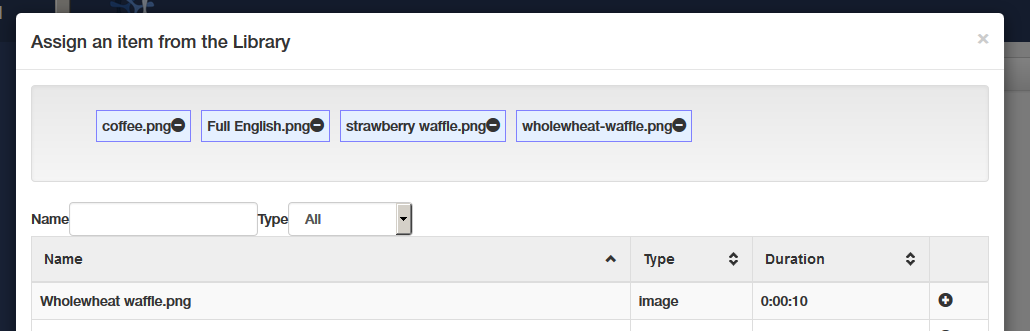 Assign an item from the Library ×
coffee.png Full English.png strawberry waffle.png wholewheat-waffle.png
Name Type All
Name Type Duration
Wholewheat waffle.png image 0:00:10